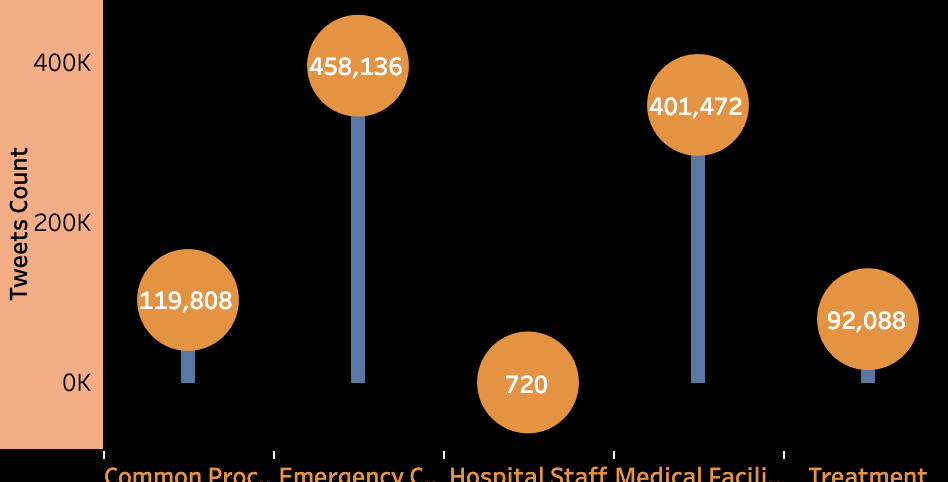 Tweets Count
400K
200K
0K
458,136
401,472
119,808
92,088
720
Common Proc.. Emergency C.. Hospital Staff Medical Facili.. Treatment